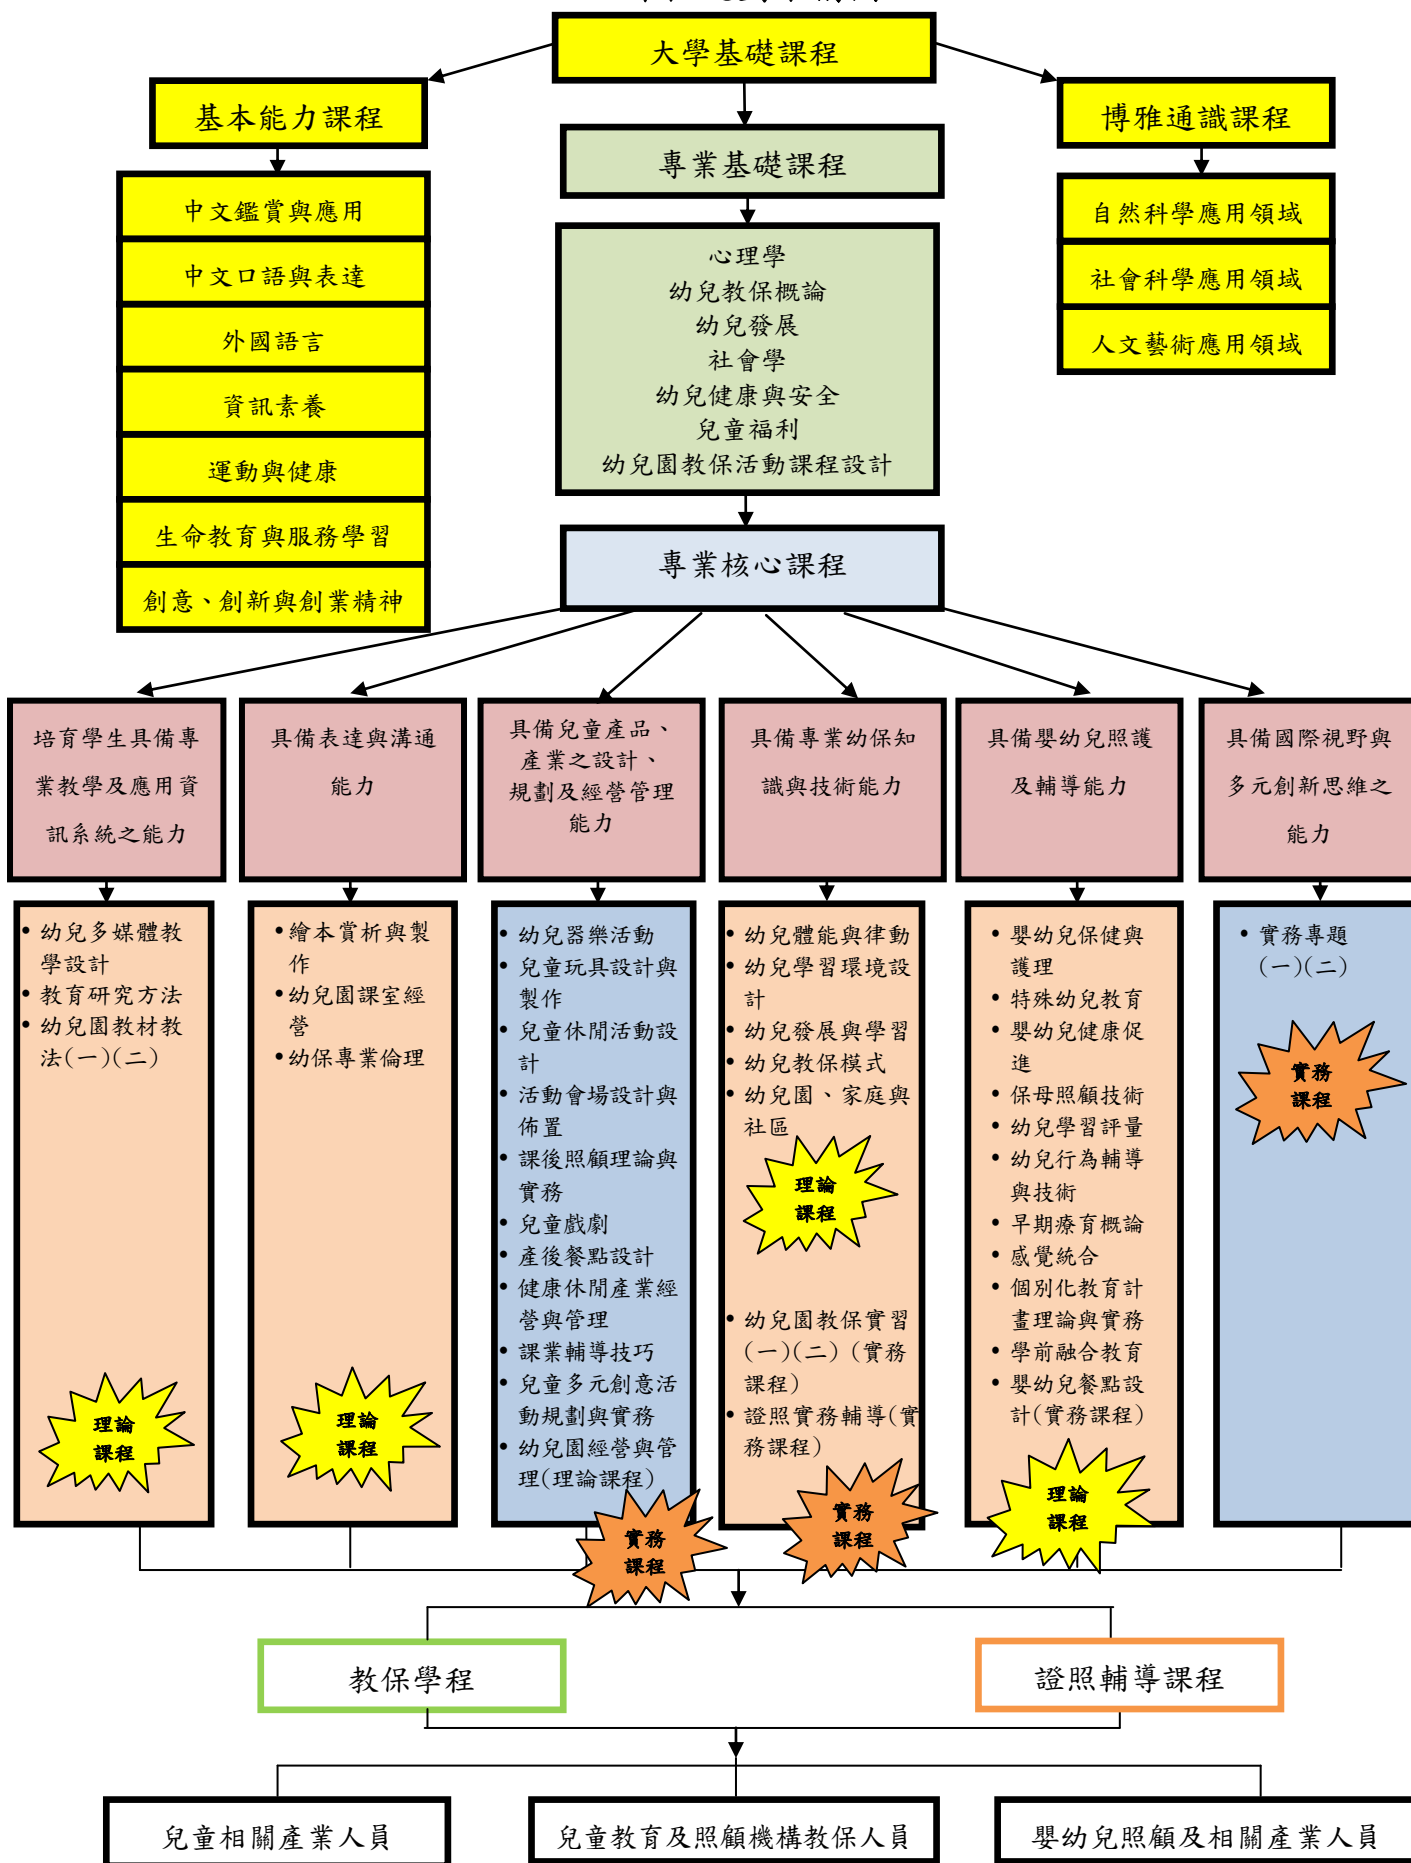 大學基礎課程
基本能力課程
博雅通識課程
專業基礎課程
中文鑑賞與應用
中文口語與表達
外國語言
資訊素養
運動與健康
生命教育與服務學習
創意、創新與創業精神
心理學
幼兒教保概論
幼兒發展
社會學
幼兒健康與安全
兒童福利
幼兒園教保活動課程設計
自然科學應用領域
社會科學應用領域
人文藝術應用領域
專業核心課程
培育學生具備專
業教學及應用資
訊系統之能力
具備表達與溝通
能力
具備兒童產品、
產業之設計、
規劃及經營管理
能力
具備專業幼保知
識與技術能力
具備嬰幼兒照護
及輔導能力
具備國際視野與
多元創新思維之
能力
• 幼兒多媒體教
學設計
• 教育研究方法
• 幼兒園教材教
法(一)(二)
理論
課程
• 繪本賞析與製
作
• 幼兒園課室經
營
• 幼保專業倫理
理論
課程
• 幼兒器樂活動
• 兒童玩具設計與
製作
• 兒童休閒活動設
計
• 活動會場設計與
佈置
• 課後照顧理論與
實務
• 兒童戲劇
• 產後餐點設計
• 健康休閒產業經
營與管理
• 課業輔導技巧
• 兒童多元創意活
動規劃與實務
• 幼兒園經營與管
理(理論課程)
實務
課程
• 幼兒體能與律動
• 幼兒學習環境設
計
• 幼兒發展與學習
• 幼兒教保模式
• 幼兒園、家庭與
社區
理論
課程
• 幼兒園教保實習
(一)(二) (實務
課程)
• 證照實務輔導(實
務課程)
實務
課程
• 嬰幼兒保健與
護理
• 特殊幼兒教育
• 嬰幼兒健康促
進
• 保母照顧技術
• 幼兒學習評量
• 幼兒行為輔導
與技術
• 早期療育概論
• 感覺統合
• 個別化教育計
畫理論與實務
• 學前融合教育
• 嬰幼兒餐點設
計(實務課程)
理論
課程
• 實務專題
(一)(二)
實務
課程
教保學程
證照輔導課程
兒童相關產業人員
兒童教育及照顧機構教保人員
嬰幼兒照顧及相關產業人員